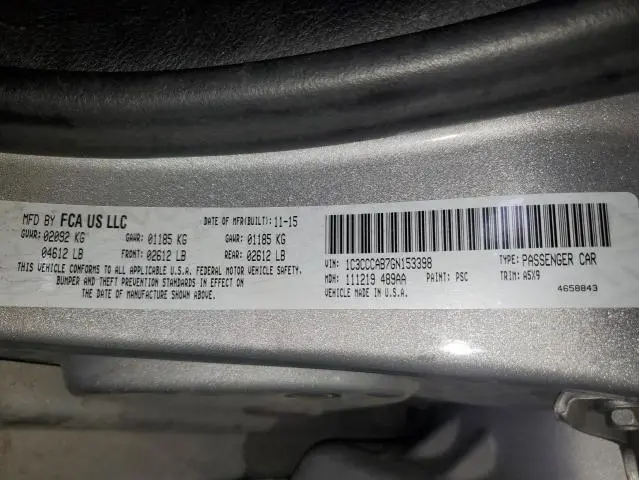 MFD BY FCA US LLC
DATE OF MFR(BUILT): 11-15
GVWR: 02092 KG GAWR: 01185 KG GAWR: 01185 KG
04612 LB FRONT: 02612 LB REAR: 02612 LB
THIS VEHICLE CONFORMS TO ALL APPLICABLE U.S.A. FEDERAL MOTOR VEHICLE SAFETY,
BUMPER AND THEFT PREVENTION STANDARDS IN EFFECT ON
THE DATE OF MANUFACTURE SHOWN ABOVE.
VIN: 1C3CCCAB7GN153398 TYPE: PASSENGER CAR
MDH: 111219 489AA PAINT: PSC TRIM: A5X9
VEHICLE MADE IN U.S.A. 4658843